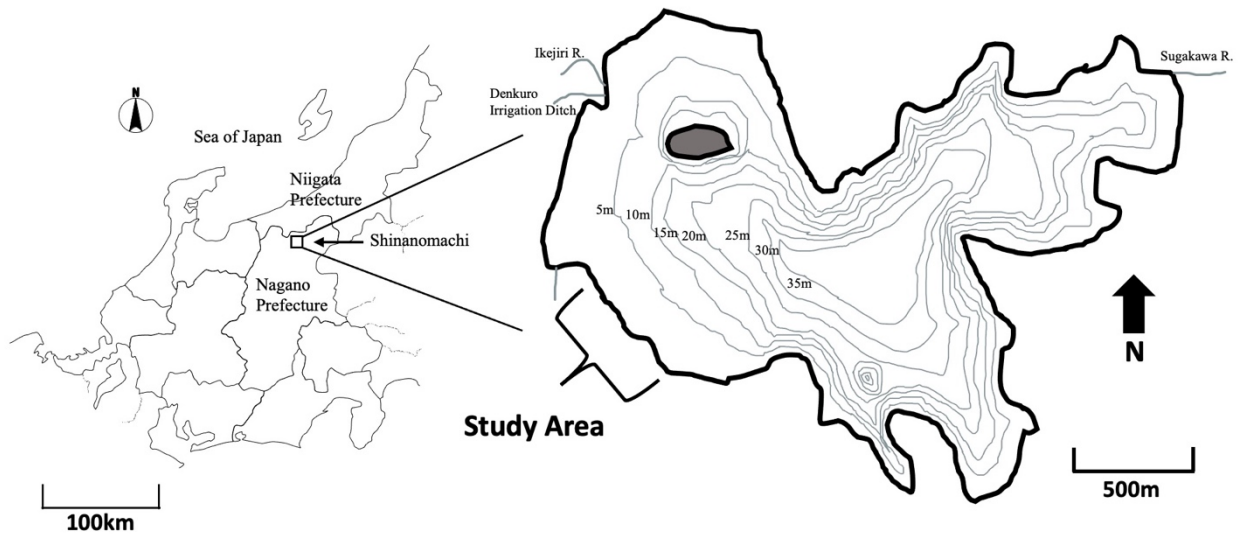 N
Sea of Japan
Niigata
Prefecture
Shinanomachi
Nagano
Prefecture
100km
Ikejiri R.
Denkuro
Irrigation Ditch
Sugakawa R.
5m
10m
15m
20m
25m
30m
35m
N
Study Area
500m